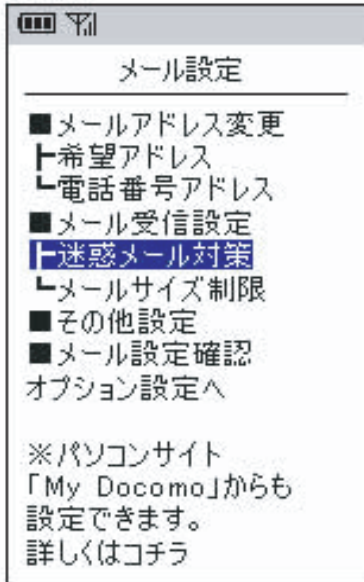 メール設定
■メールアドレス変更
┣希望アドレス
┗電話番号アドレス
■メール受信設定
┣迷惑メール対策
┗メールサイズ制限
■その他設定
■メール設定確認
オプション設定へ
※パソコンサイト
「My Docomo」からも
設定できます。
詳しくはコチラ